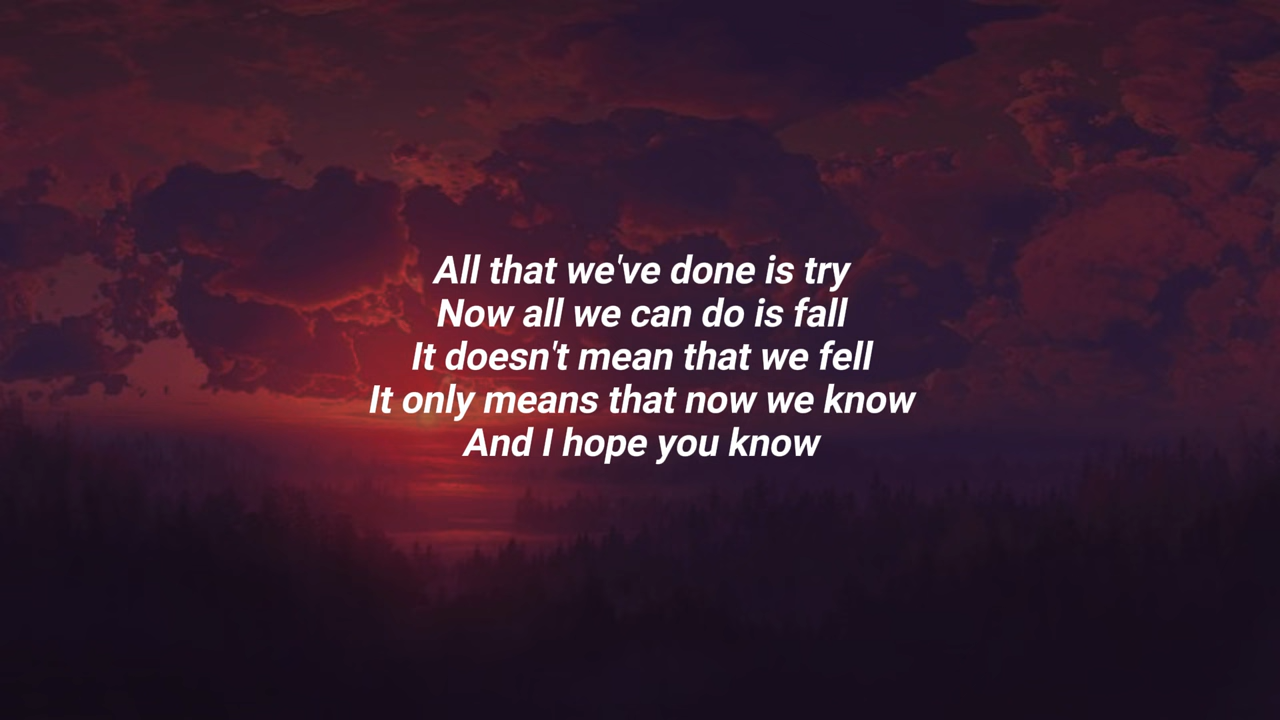 All that we've done is try
Now all we can do is fall
It doesn't mean that we fell
It only means that now we know
And I hope you know